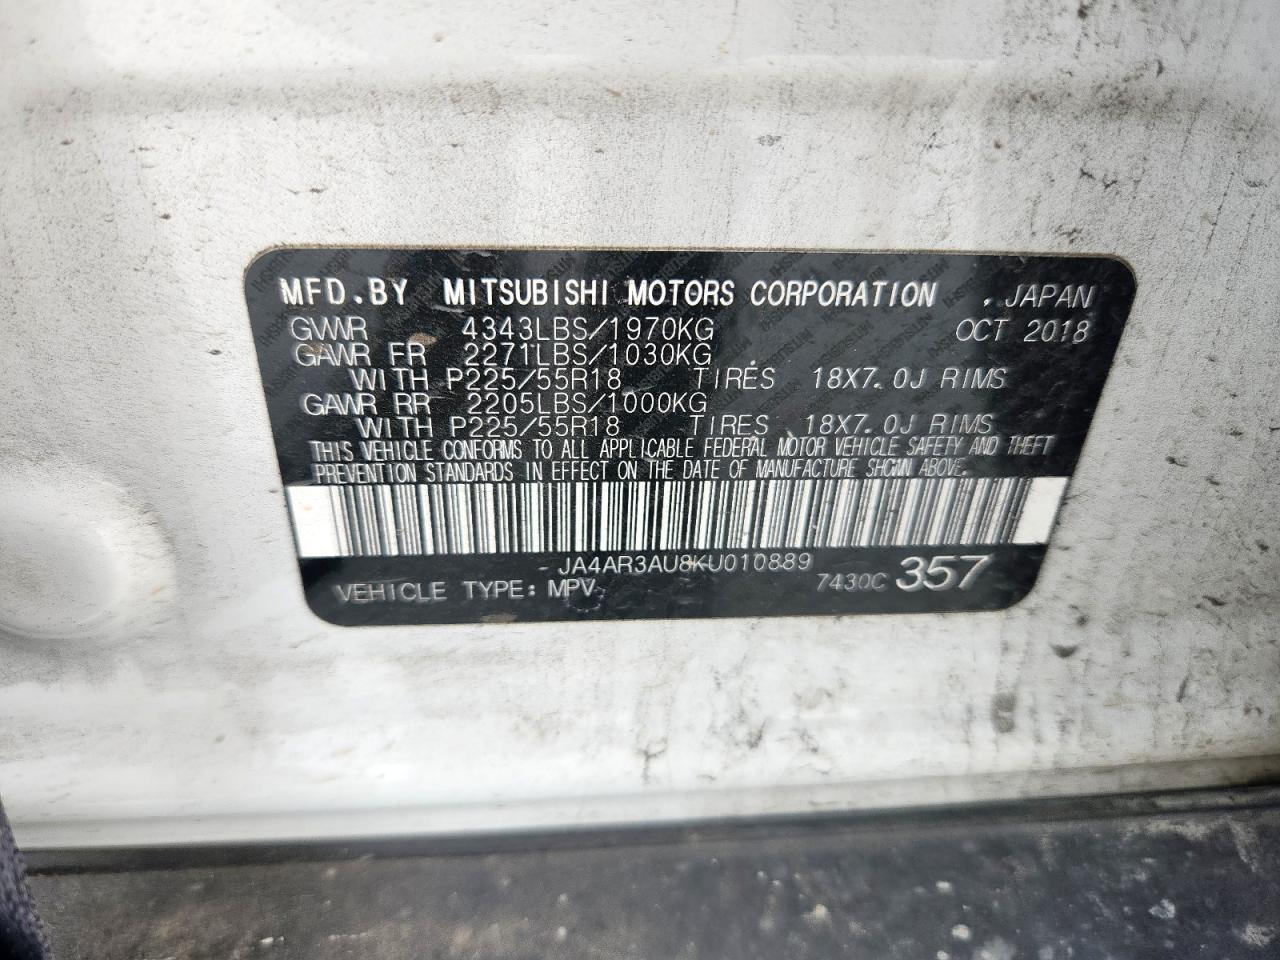 MFD.BY MITSUBISHI MOTORS CORPORATION , JAPAN
GVWR 4343LBS/1970KG OCT 2018
GAWR FR 2271LBS/1030KG
WITH P225/55R18 TIRES 18X7.0J RIMS
GAWR RR 2205LBS/1000KG
WITH P225/55R18 TIRES 18X7.0J RIMS
THIS VEHICLE CONFORMS TO ALL APPLICABLE FEDERAL MOTOR VEHICLE SAFETY AND THEFT
PREVENTION STANDARDS IN EFFECT ON THE DATE OF MANUFACTURE SHOWN ABOVE.
JA4AR3AU8KU010889
VEHICLE TYPE: MPV 7430C 357